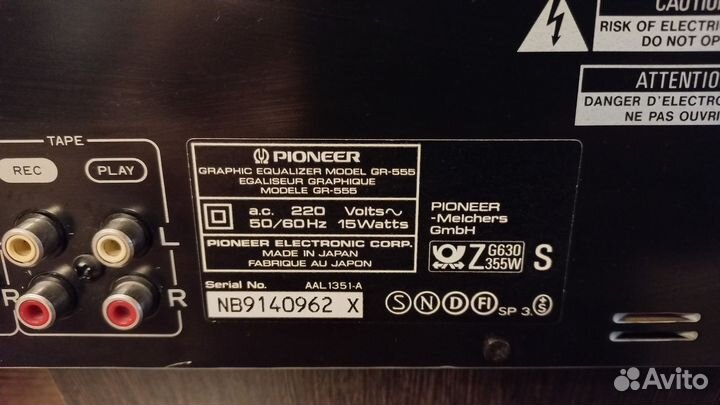 CAUTION
RISK OF ELECTRI
DO NOT OP
ATTENTIO
DANGER D'ELECTRO
NE PAS OUVRI
TAPE
REC
PLAY
L
R
R
PIONEER
GRAPHIC EQUALIZER MODEL GR-555
EGALISEUR GRAPHIQUE
MODELE GR-555
a.c. 220 Volts~
50/60Hz 15Watts
PIONEER ELECTRONIC CORP.
MADE IN JAPAN
FABRIQUE AU JAPON
Serial No. AAL1351-A
NB9140962 X
PIONEER
-Melchers
GmbH
Z G630 355W S
S N D FI SP 3. S
Avito